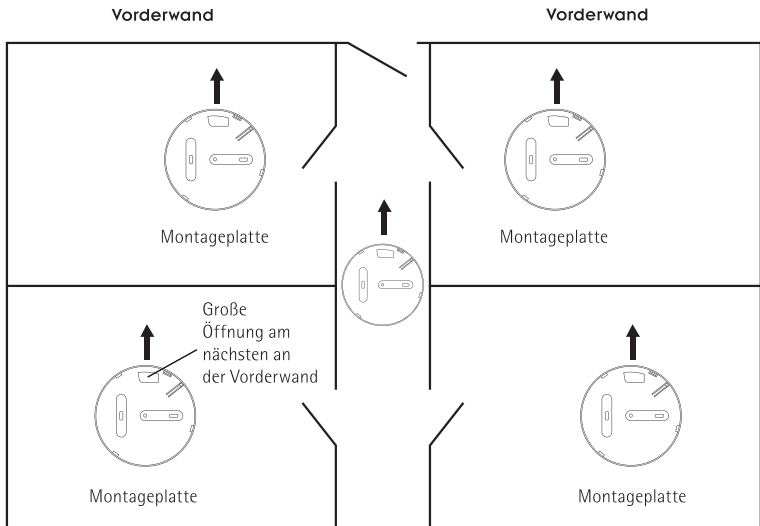 Vorderwand
Vorderwand
Montageplatte
Montageplatte
Große
Öffnung am
nächsten an
der Vorderwand
Montageplatte
Montageplatte